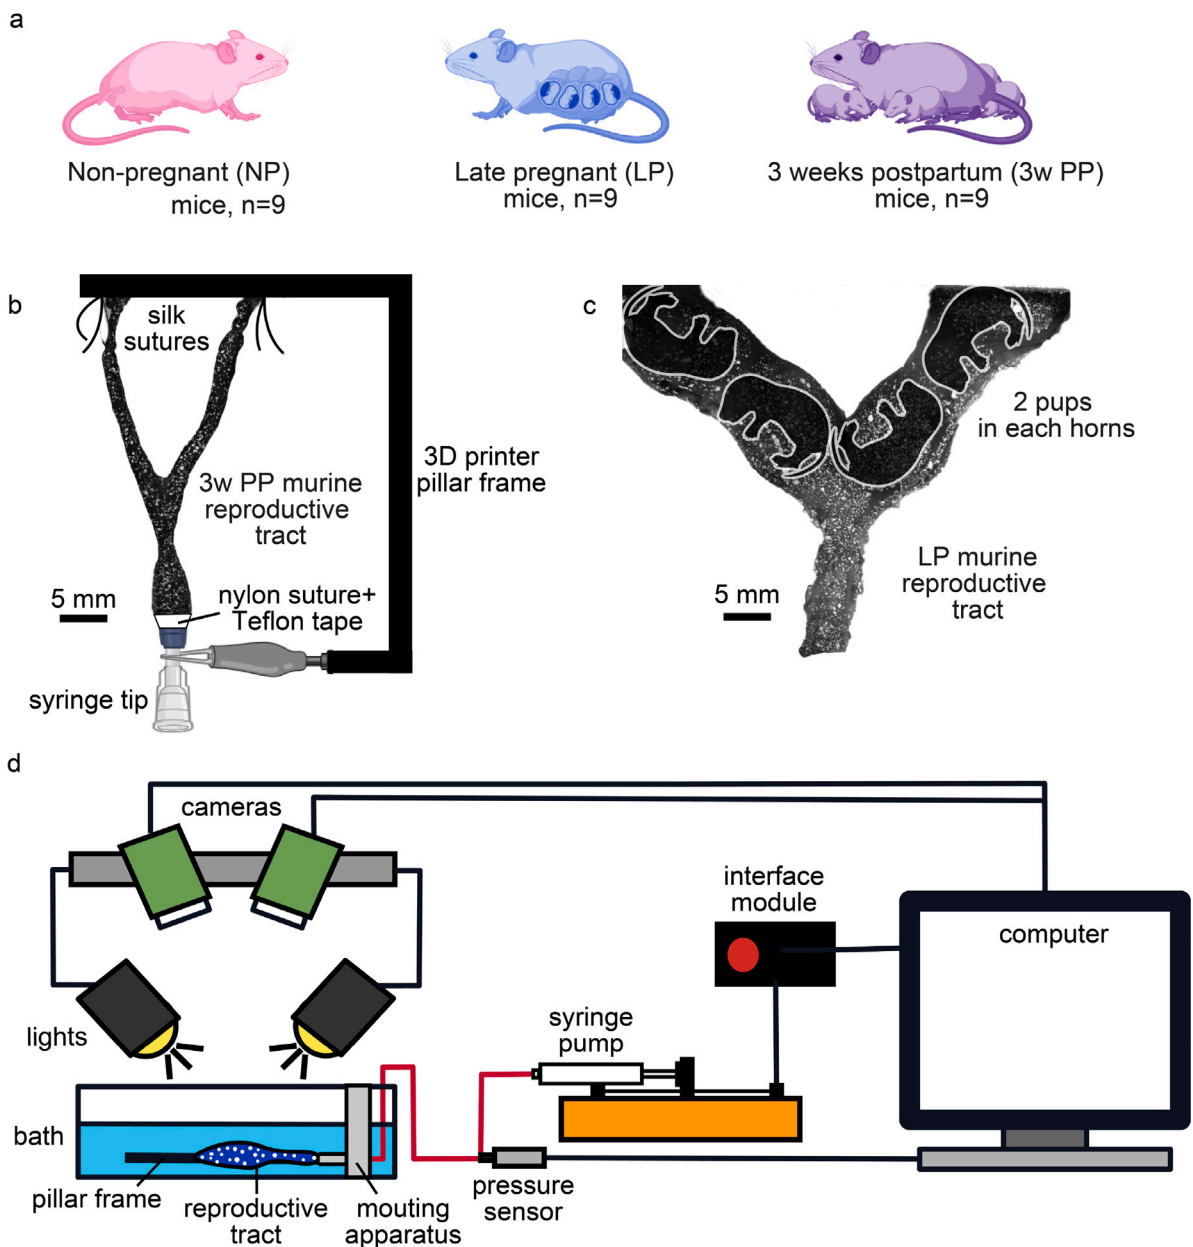 a
Non-pregnant (NP)
mice, n=9
Late pregnant (LP)
mice, n=9
3 weeks postpartum (3w PP)
mice, n=9
b
silk
sutures
3w PP murine
reproductive
tract
3D printer
pillar frame
5 mm
nylon suture+
Teflon tape
syringe tip
c
2 pups
in each horns
LP murine
reproductive
tract
5 mm
d
cameras
lights
bath
pillar frame
reproductive
tract
mouting
apparatus
syringe
pump
pressure
sensor
interface
module
computer